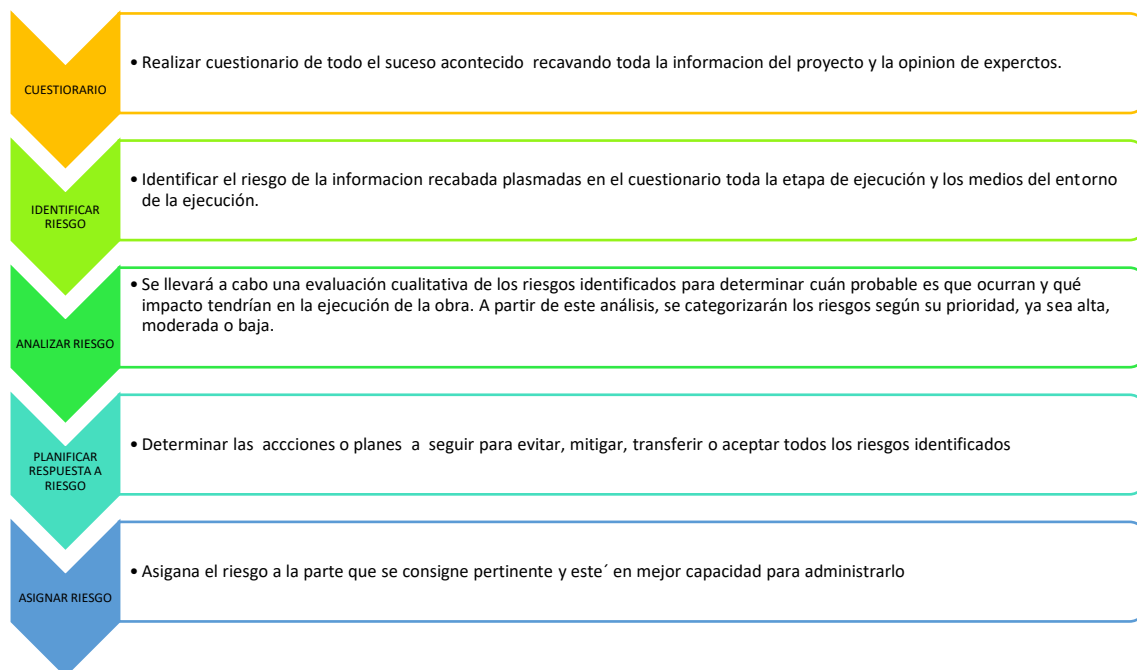 CUESTIORARIO
• Realizar cuestionario de todo el suceso acontecido recavando toda la informacion del proyecto y la opinion de experctos.
IDENTIFICAR
RIESGO
• Identificar el riesgo de la informacion recabada plasmadas en el cuestionario toda la etapa de ejecución y los medios del entorno
de la ejecución.
ANALIZAR RIESGO
• Se llevará a cabo una evaluación cualitativa de los riesgos identificados para determinar cuán probable es que ocurran y qué
impacto tendrían en la ejecución de la obra. A partir de este análisis, se categorizarán los riesgos según su prioridad, ya sea alta,
moderada o baja.
PLANIFICAR
RESPUESTA A
RIESGO
• Determinar las accciones o planes a seguir para evitar, mitigar, transferir o aceptar todos los riesgos identificados
ASIGNAR RIESGO
• Asigana el riesgo a la parte que se consigne pertinente y este´ en mejor capacidad para administrarlo